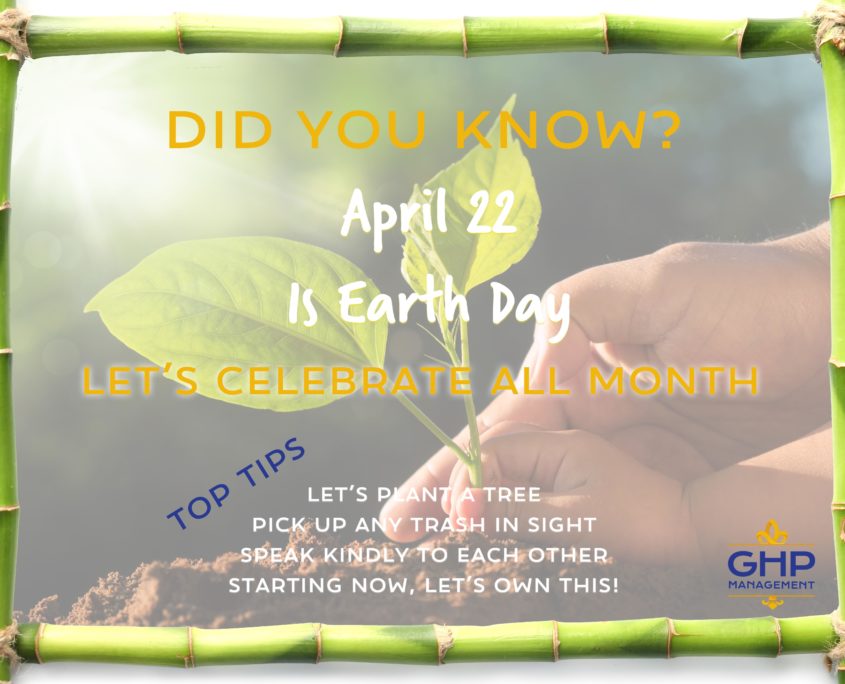 DID YOU KNOW?
April 22
Is Earth Day
LET'S CELEBRATE ALL MONTH
TOP TIPS
LET'S PLANT A TREE
PICK UP ANY TRASH IN SIGHT
SPEAK KINDLY TO EACH OTHER
STARTING NOW, LET'S OWN THIS!
GHP
MANAGEMENT